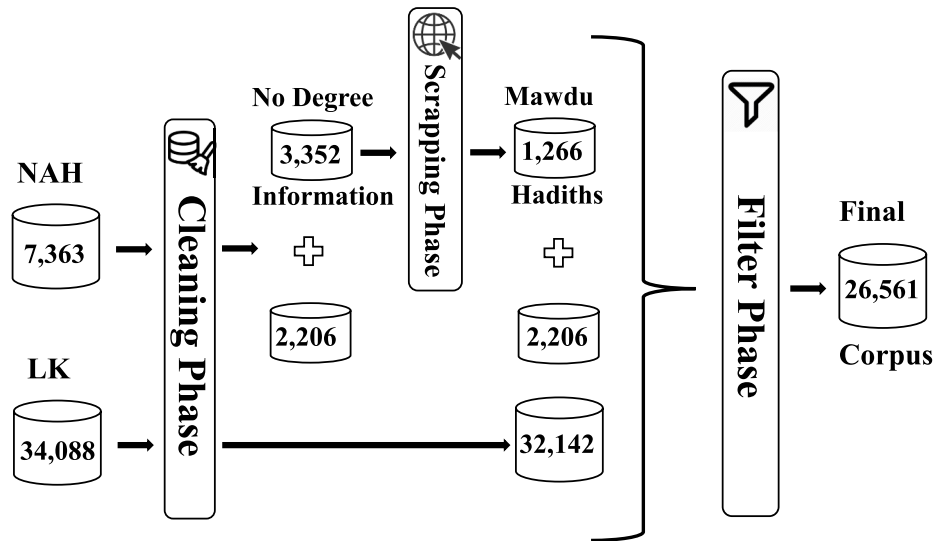 NAH
7,363
LK
34,088
Cleaning Phase
No Degree
3,352
Information
2,206
Scrapping Phase
Mawdu
1,266
Hadiths
2,206
32,142
Filter Phase
Final
26,561
Corpus